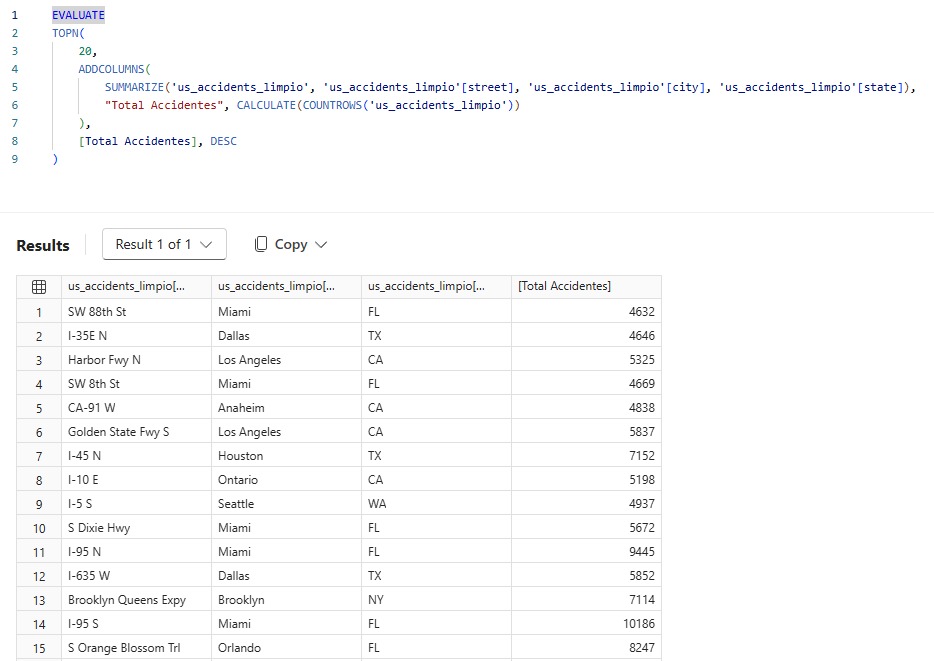 1 EVALUATE
2 TOPN(
3 20,
4 ADDCOLUMNS(
5 SUMMARIZE('us_accidents_limpio', 'us_accidents_limpio'[street], 'us_accidents_limpio'[city], 'us_accidents_limpio'[state]),
6 "Total Accidentes", CALCULATE(COUNTROWS('us_accidents_limpio'))
7 ),
8 [Total Accidentes], DESC
9 )
Results Result 1 of 1 Copy
us_accidents_limpio[... us_accidents_limpio[... us_accidents_limpio[... [Total Accidentes]
1 SW 88th St Miami FL 4632
2 I-35E N Dallas TX 4646
3 Harbor Fwy N Los Angeles CA 5325
4 SW 8th St Miami FL 4669
5 CA-91 W Anaheim CA 4838
6 Golden State Fwy S Los Angeles CA 5837
7 I-45 N Houston TX 7152
8 I-10 E Ontario CA 5198
9 I-5 S Seattle WA 4937
10 S Dixie Hwy Miami FL 5672
11 I-95 N Miami FL 9445
12 I-635 W Dallas TX 5852
13 Brooklyn Queens Expy Brooklyn NY 7114
14 I-95 S Miami FL 10186
15 S Orange Blossom Trl Orlando FL 8247